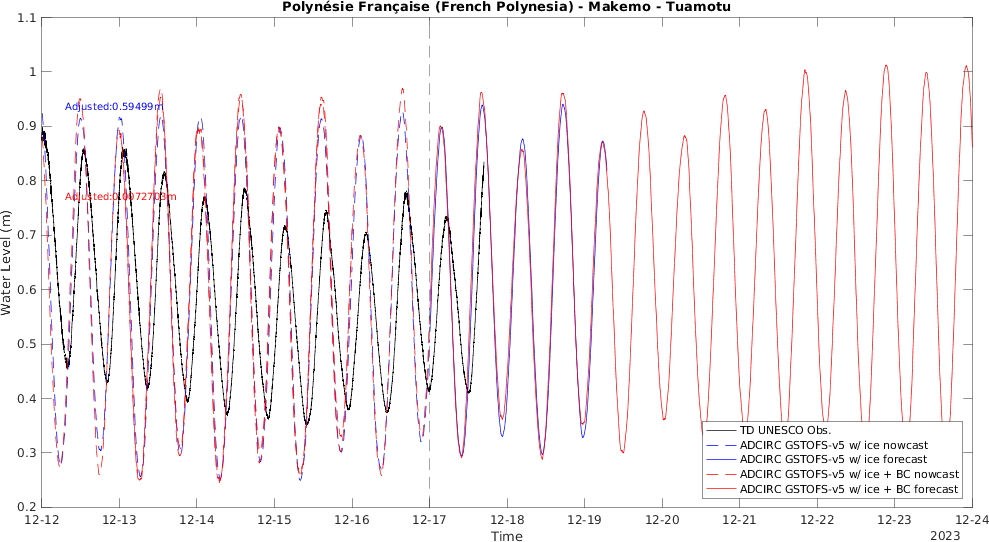 Polynésie Française (French Polynesia) - Makemo - Tuamotu
1.1
1
0.9
0.8
0.7
0.6
0.5
0.4
0.3
0.2
Water Level (m)
Adjusted:0.59499m
Adjusted:0.0072703m
TD UNESCO Obs.
ADCIRC GSTOFS-v5 w/ ice nowcast
ADCIRC GSTOFS-v5 w/ ice forecast
ADCIRC GSTOFS-v5 w/ ice + BC nowcast
ADCIRC GSTOFS-v5 w/ ice + BC forecast
12-12 12-13 12-14 12-15 12-16 12-17 12-18 12-19 12-20 12-21 12-22 12-23 12-24
Time
2023